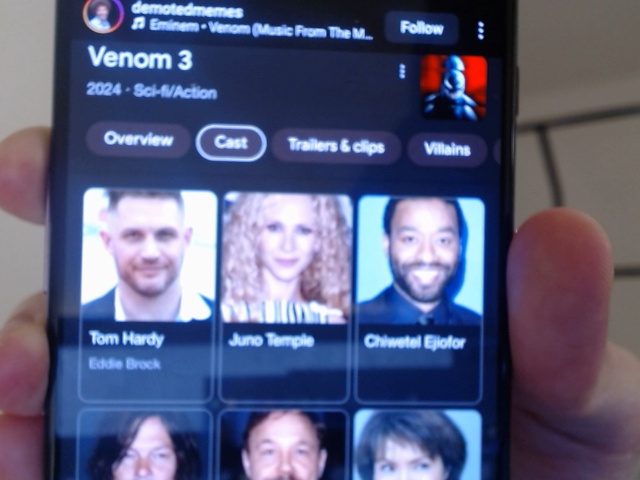 demotedmemes
Eminem • Venom (Music From The M...
Follow
Venom 3
2024 · Sci-fi/Action
Overview
Cast
Trailers & clips
Villains
Tom Hardy
Juno Temple
Chiwetel Ejiofor
Eddie Brock